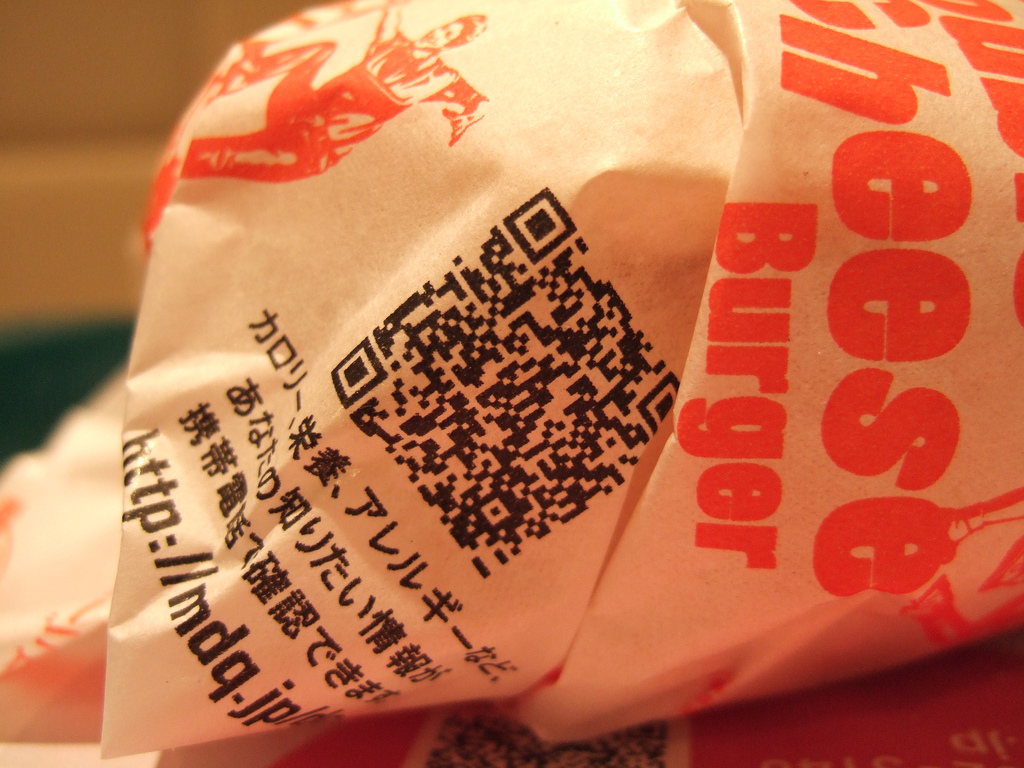 Cheese
Burger
カロリー、栄養、アレルギーなど、
あなたの知りたい情報が
携帯電話で確認できます
http://mdq.jp/